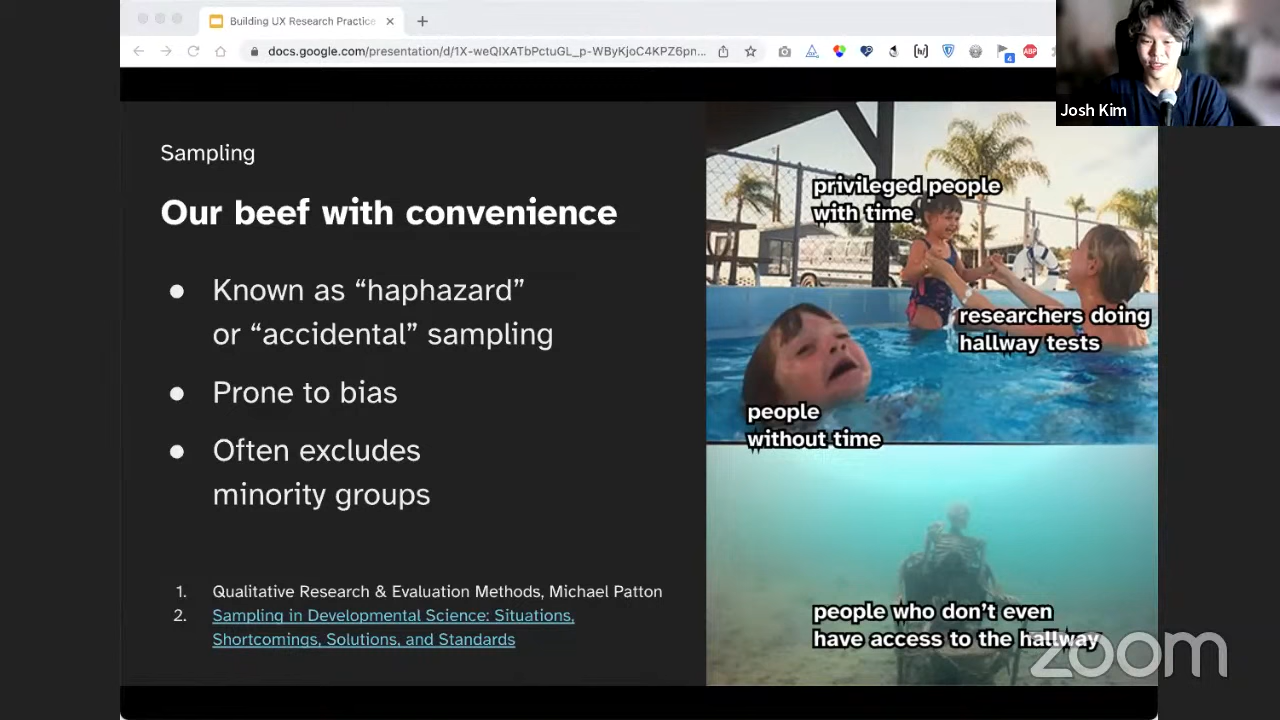 Building UX Research Practice
docs.google.com/presentation/d/1X-weQIXATbPctuGL_p-WByKjoC4KPZ6pn...
4
ABP
Josh Kim
Sampling
Our beef with convenience
● Known as “haphazard”
or “accidental” sampling
● Prone to bias
● Often excludes
minority groups
1. Qualitative Research & Evaluation Methods, Michael Patton
2. Sampling in Developmental Science: Situations,
Shortcomings, Solutions, and Standards
privileged people
with time
researchers doing
hallway tests
people
without time
people who don’t even
have access to the hallway
zoom